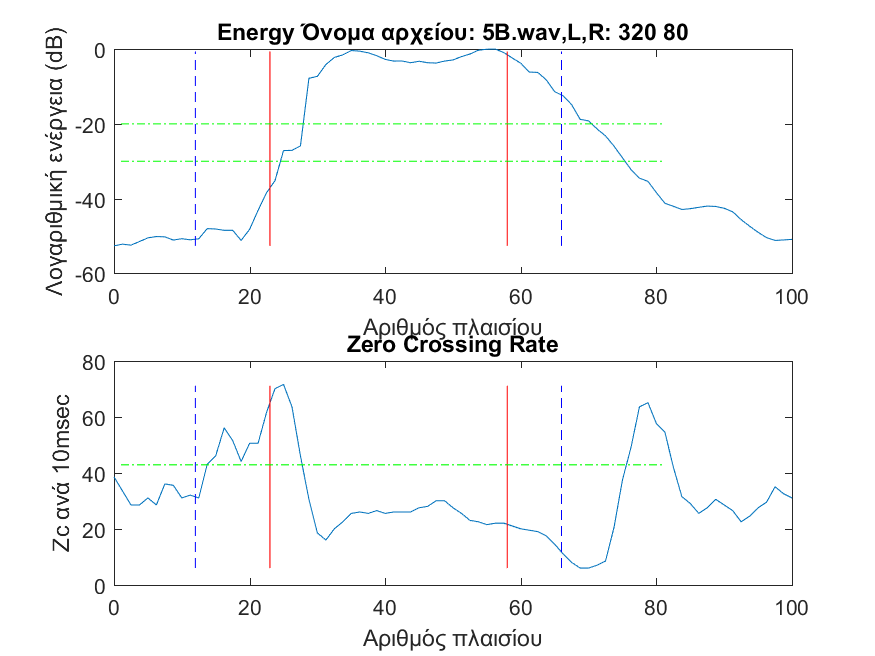 Energy Όνομα αρχείου: 5B.wav,L,R: 320 80
Λογαριθμική ενέργεια (dB)
0
-20
-40
-60
0 20 40 60 80 100
Αριθμός πλαισίου
Zero Crossing Rate
Zc ανά 10msec
80
60
40
20
0
0 20 40 60 80 100
Αριθμός πλαισίου